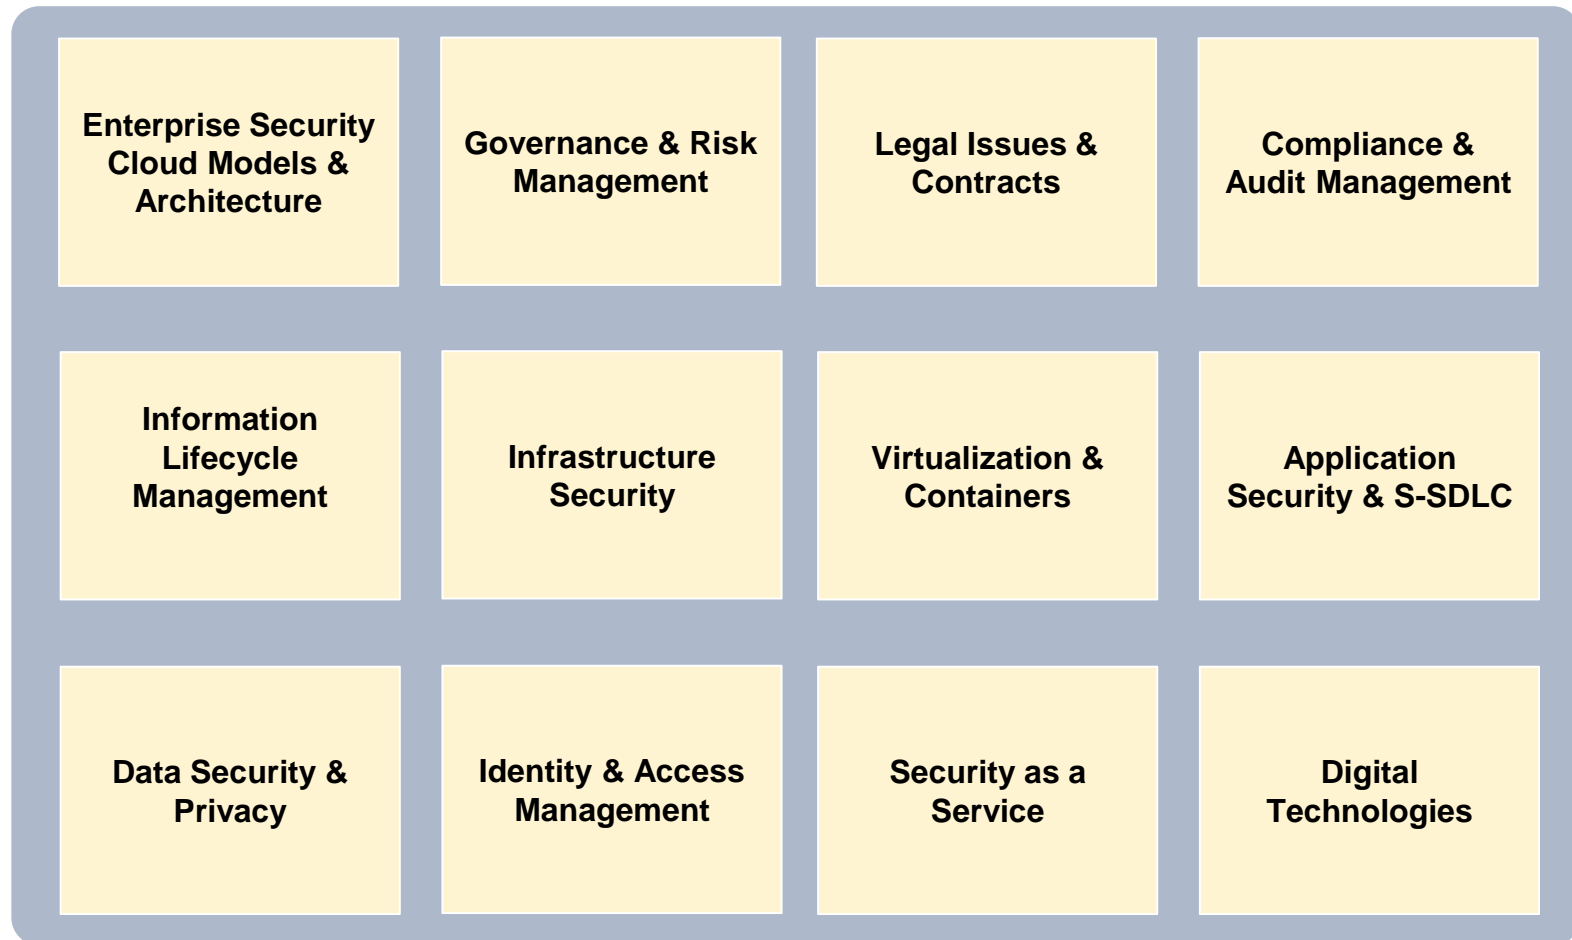 Enterprise Security
Cloud Models &
Architecture
Governance & Risk
Management
Legal Issues &
Contracts
Compliance &
Audit Management
Information
Lifecycle
Management
Infrastructure
Security
Virtualization &
Containers
Application
Security & S-SDLC
Data Security &
Privacy
Identity & Access
Management
Security as a
Service
Digital
Technologies